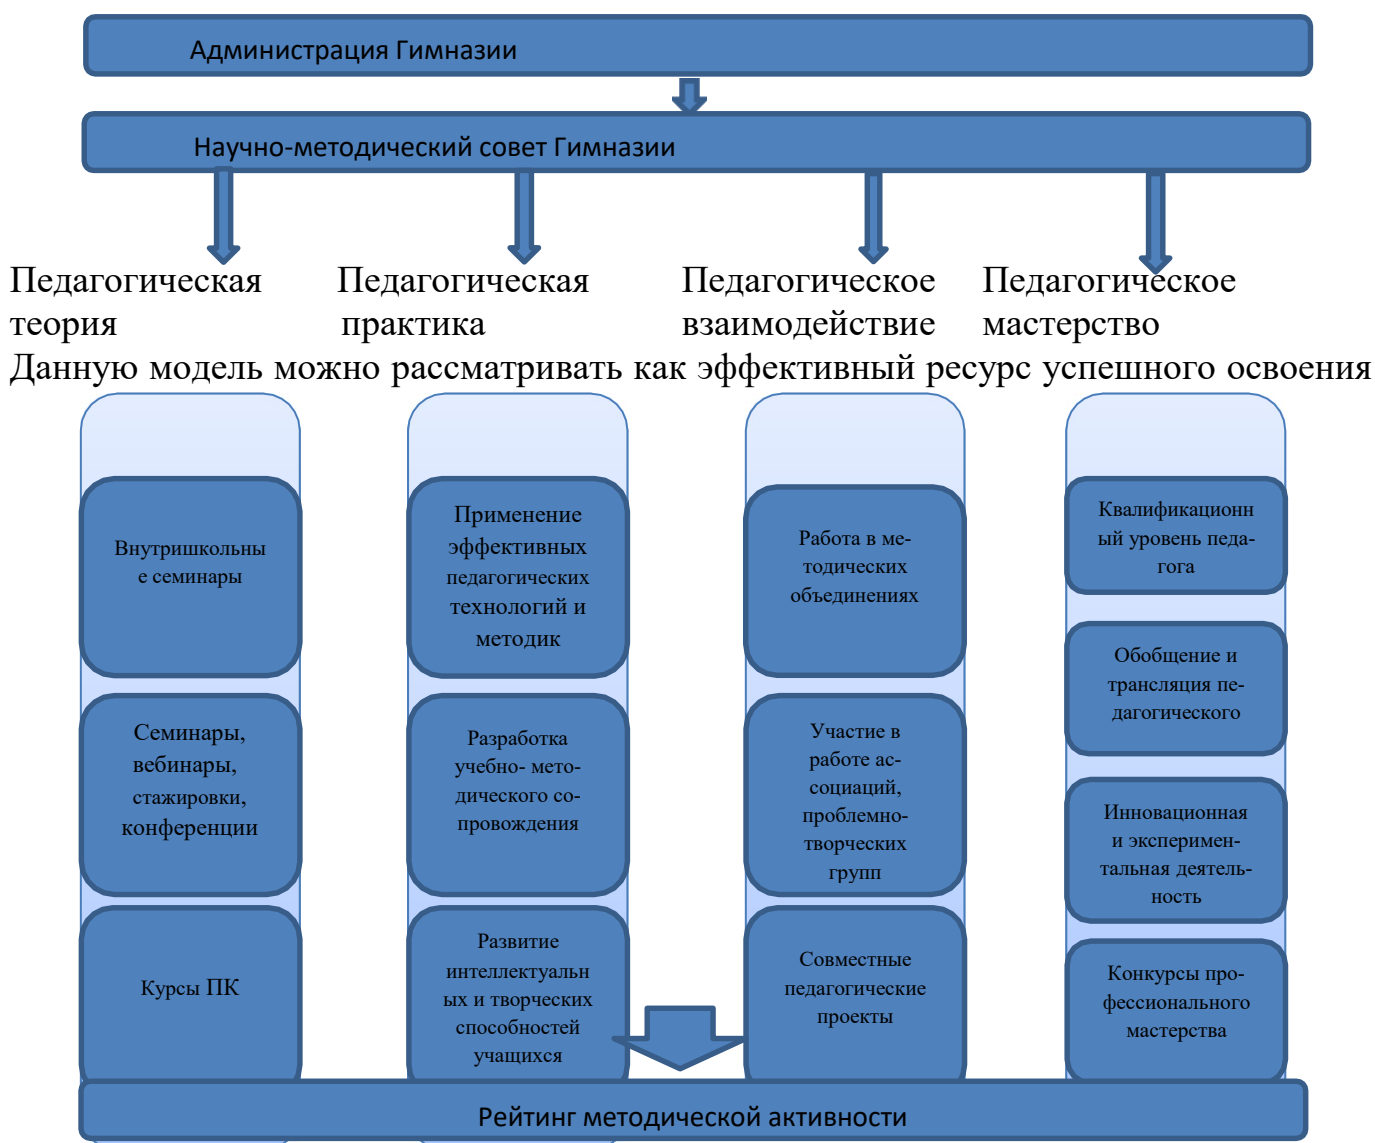 Администрация Гимназии
Научно-методический совет Гимназии
Педагогическая
теория
Педагогическая
практика
Педагогическое
взаимодействие
Педагогическое
мастерство
Данную модель можно рассматривать как эффективный ресурс успешного освоения
Внутришкольны
е семинары
Семинары,
вебинары,
стажировки,
конференции
Курсы ПК
Применение
эффективных
педагогических
технологий и
методик
Разработка
учебно- мето-
дического со-
провождения
Развитие
интеллектуальн
ых и творческих
способностей
учащихся
Работа в ме-
тодических
объединениях
Участие в
работе ас-
социаций,
проблемно-
творческих
групп
Совместные
педагогические
проекты
Квалификационн
ый уровень педа-
гога
Обобщение и
трансляция пе-
дагогического
Инновационная
и эксперимен-
тальная деятель-
ность
Конкурсы про-
фессионального
мастерства
Рейтинг методической активности